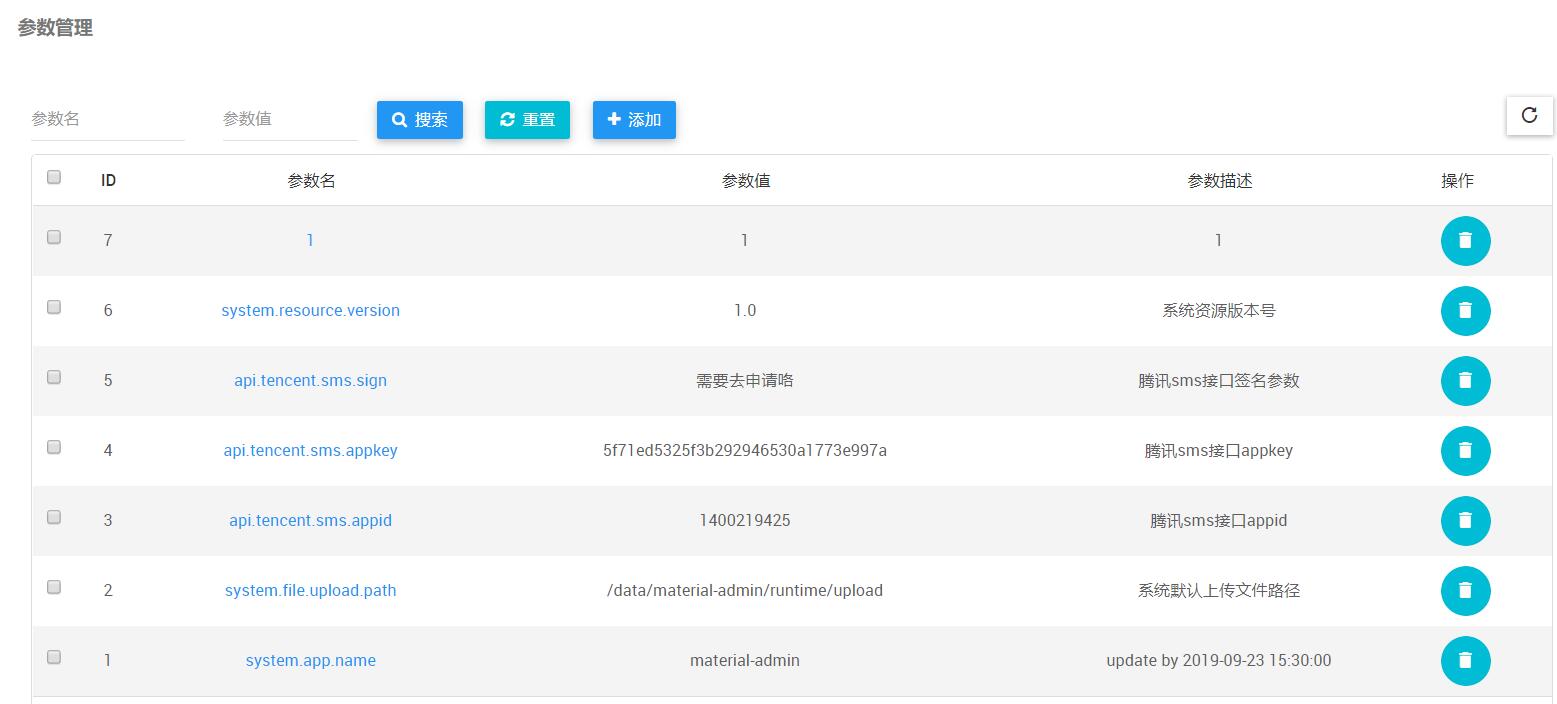 参数管理
参数名 参数值 搜索 重置 添加
ID 参数名 参数值 参数描述 操作
7 1 1 1
6 system.resource.version 1.0 系统资源版本号
5 api.tencent.sms.sign 需要去申请咯 腾讯sms接口签名参数
4 api.tencent.sms.appkey 5f71ed5325f3b292946530a1773e997a 腾讯sms接口appkey
3 api.tencent.sms.appid 1400219425 腾讯sms接口appid
2 system.file.upload.path /data/material-admin/runtime/upload 系统默认上传文件路径
1 system.app.name material-admin update by 2019-09-23 15:30:00